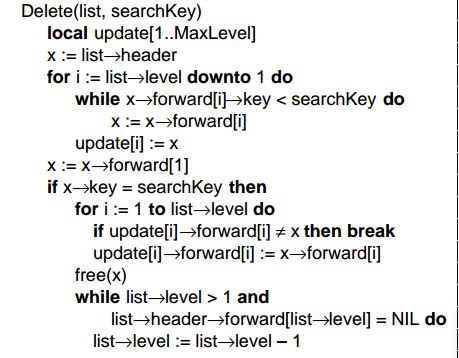 Delete(list, searchKey)
local update[1..MaxLevel]
x := list→header
for i := list→level downto 1 do
while x→forward[i]→key < searchKey do
x := x→forward[i]
update[i] := x
x := x→forward[1]
if x→key = searchKey then
for i := 1 to list→level do
if update[i]→forward[i] ≠ x then break
update[i]→forward[i] := x→forward[i]
free(x)
while list→level > 1 and
list→header→forward[list→level] = NIL do
list→level := list→level – 1